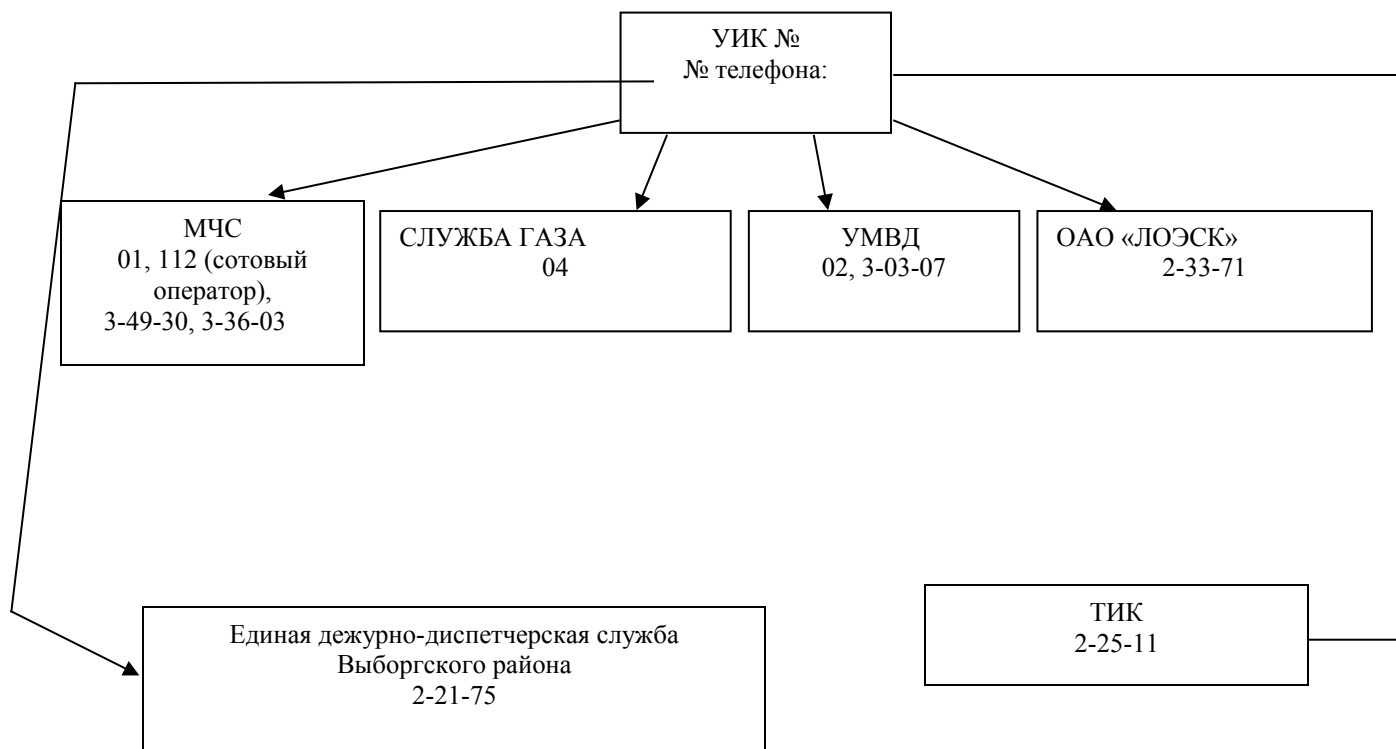 УИК №
№ телефона:
МЧС
01, 112 (сотовый
оператор),
3-49-30, 3-36-03
СЛУЖБА ГАЗА
04
УМВД
02, 3-03-07
ОАО «ЛОЭСК»
2-33-71
Единая дежурно-диспетчерская служба
Выборгского района
2-21-75
ТИК
2-25-11